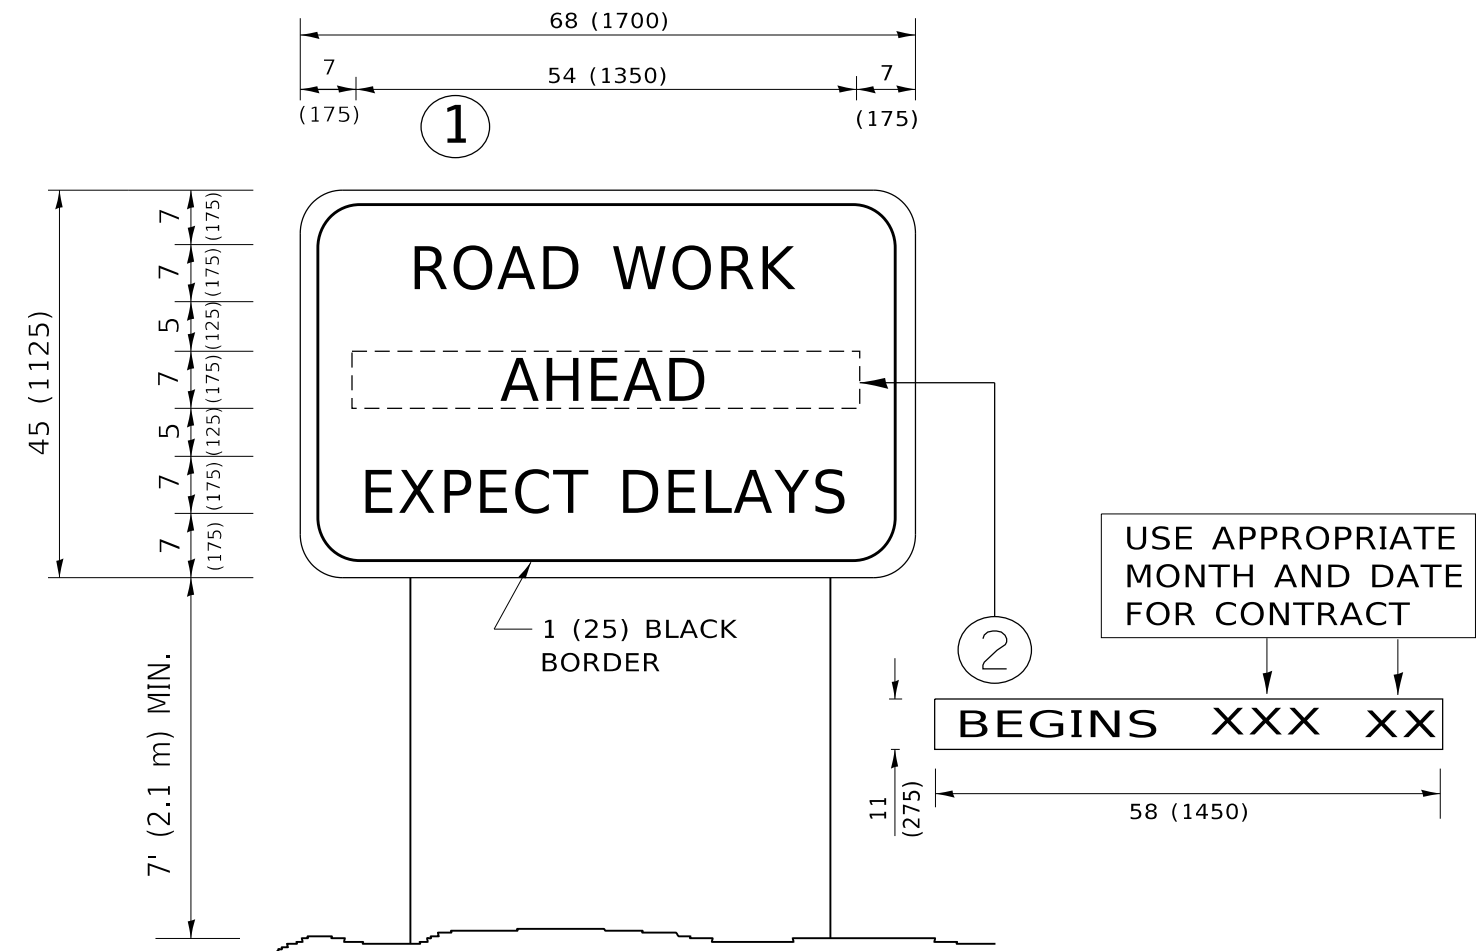 68 (1700)
7
54 (1350)
7
(175)
(175)
1
7
(175)
7
(175)
5
(125)
7
(175)
5
(125)
7
(175)
7
(175)
45 (1125)
ROAD WORK
AHEAD
EXPECT DELAYS
1 (25) BLACK
BORDER
7' (2.1 m) MIN.
USE APPROPRIATE
MONTH AND DATE
FOR CONTRACT
2
BEGINS XXX XX
11
(275)
58 (1450)